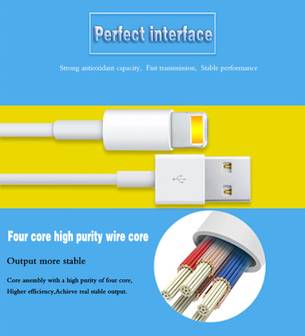 Perfect interface
Strong antioxidant capacity, Fast transmission, Stable performance
Four core high purity wire core
Output more stable
Core asembly with a high purity of four core,
Higher efficiency,Achieve real stable output.